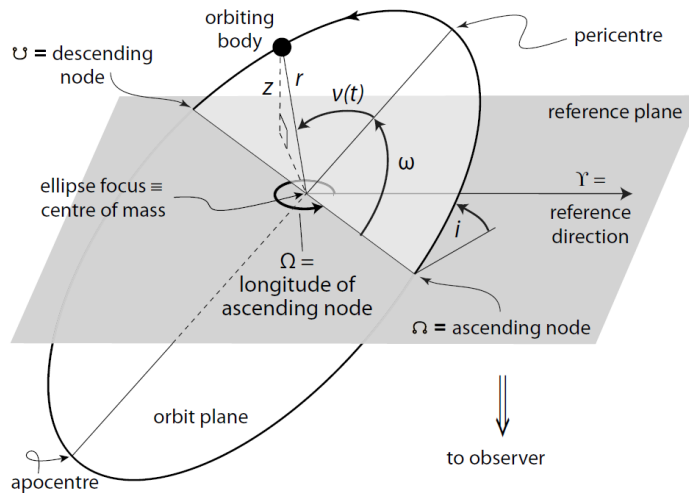 orbiting
body
pericentre
☋ = descending
node
z
r
ν(t)
reference plane
ω
ellipse focus ≡
centre of mass
♈ =
reference
direction
i
Ω =
longitude of
ascending node
☊ = ascending node
orbit plane
to observer
apocentre